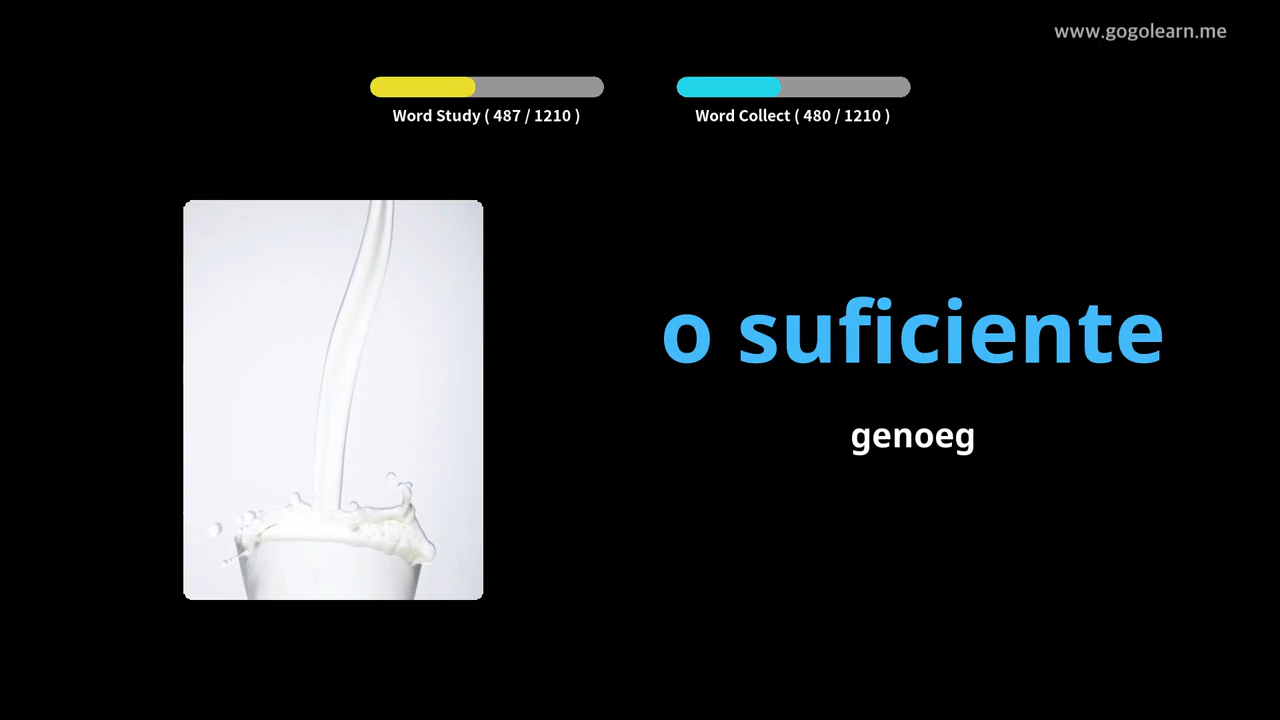 www.gogolearn.me
Word Study ( 487 / 1210 )
Word Collect ( 480 / 1210 )
o suficiente
genoeg